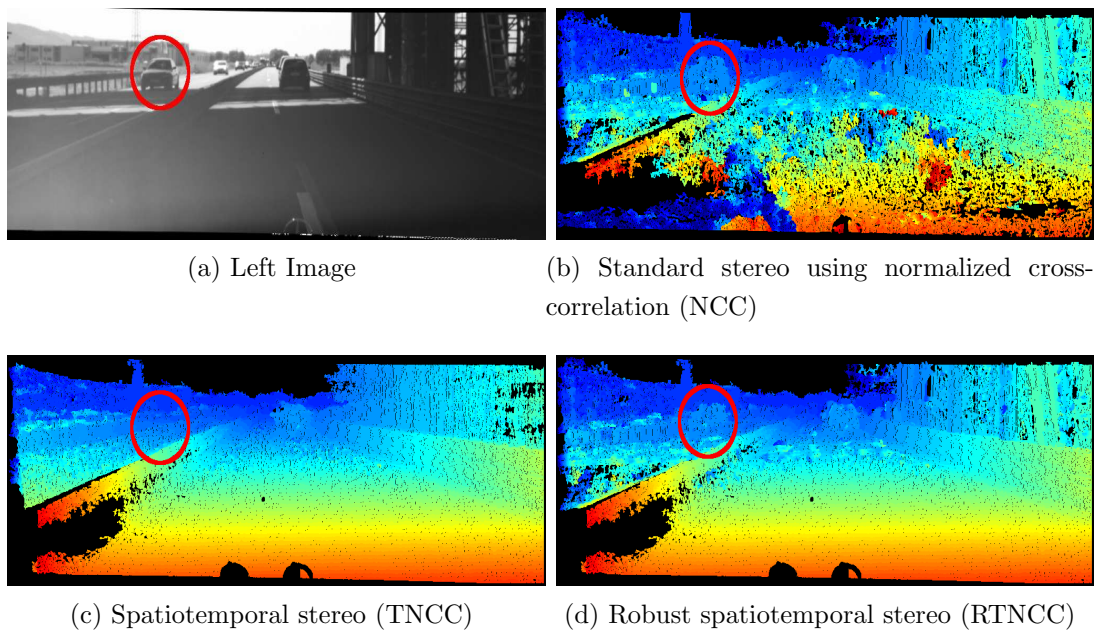 (a) Left Image
(b) Standard stereo using normalized cross-
correlation (NCC)
(c) Spatiotemporal stereo (TNCC)
(d) Robust spatiotemporal stereo (RTNCC)